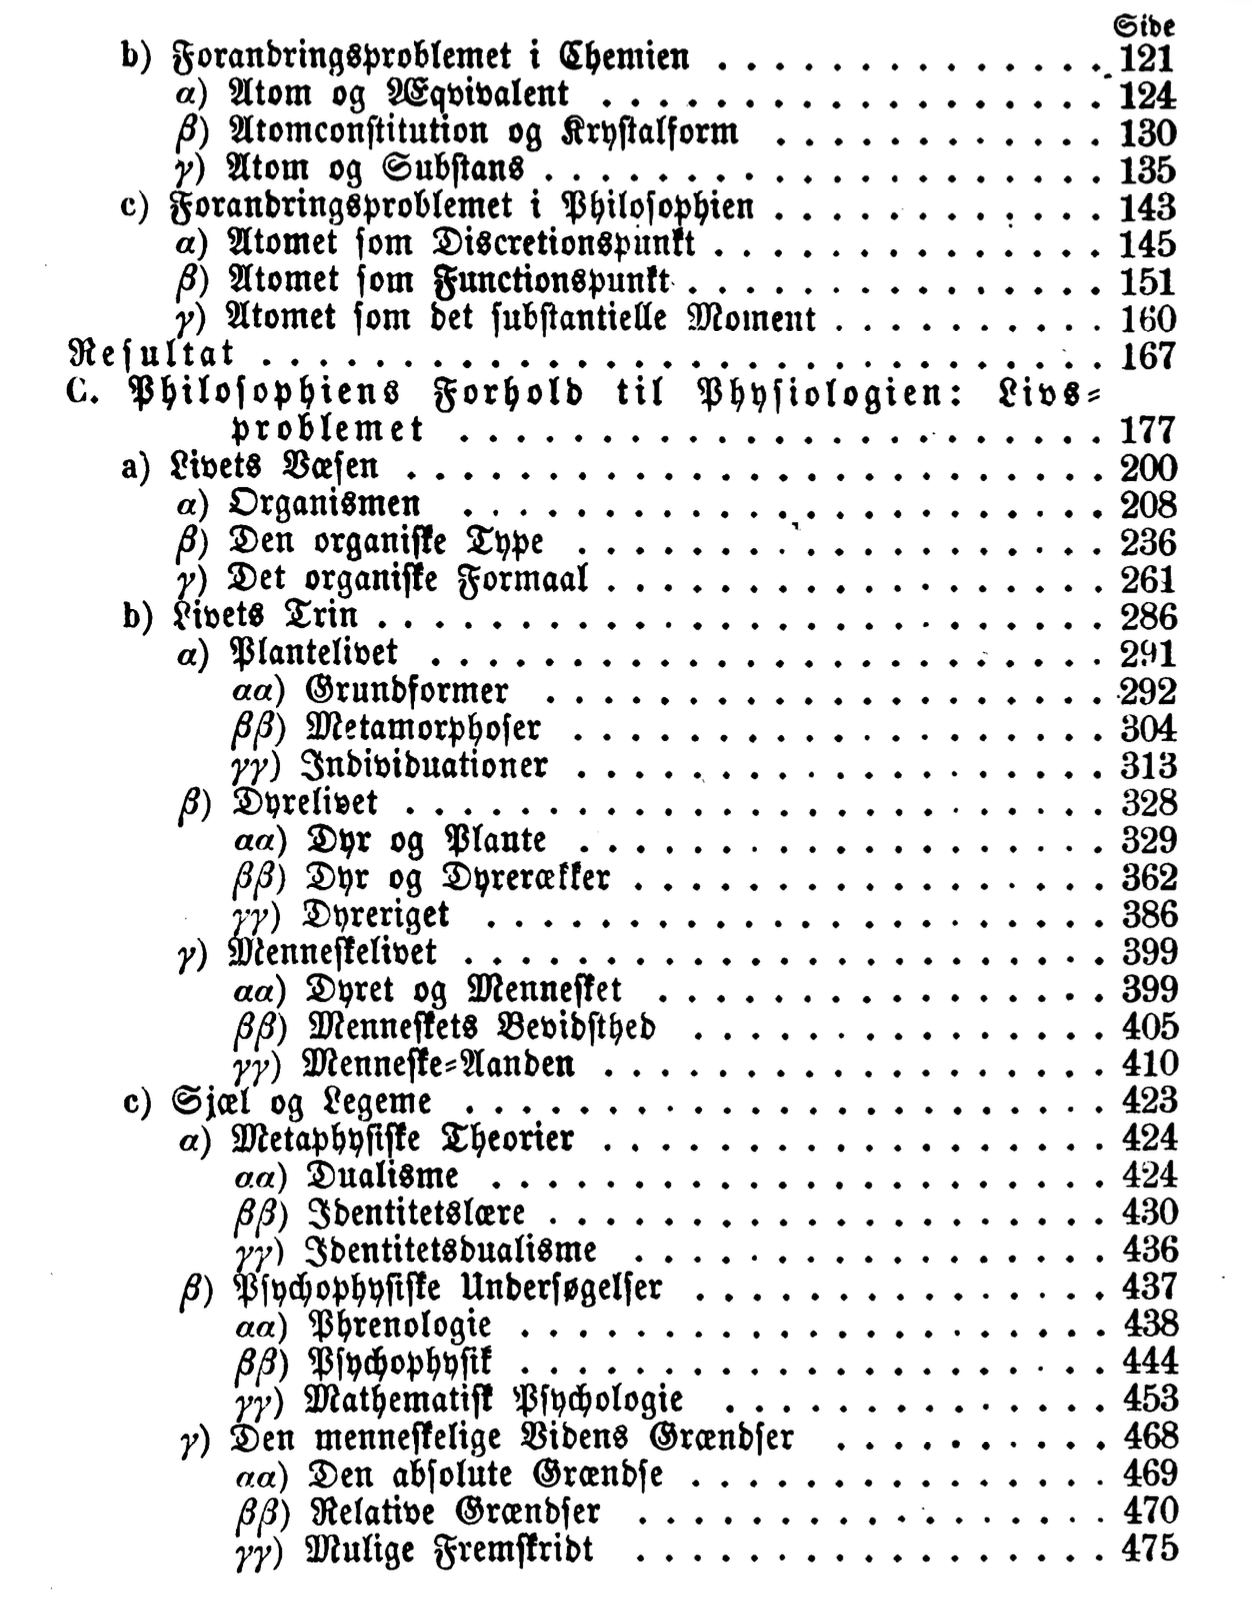 Side
b) Forandringsproblemet i Chemien . . . . . . . . . . . . . . 121
α) Atom og Æqvivalent . . . . . . . . . . . . . . . . . . 124
β) Atomconstitution og Krystalform . . . . . . . . . . . . 130
γ) Atom og Substans . . . . . . . . . . . . . . . . . . . . 135
c) Forandringsproblemet i Philosophien . . . . . . . . . . . . 143
α) Atomet som Discretionspunkt . . . . . . . . . . . . . . 145
β) Atomet som Functionspunkt . . . . . . . . . . . . . . . 151
γ) Atomet som det substantielle Moment . . . . . . . . . . 160
Resultat . . . . . . . . . . . . . . . . . . . . . . . . . . . . . . 167
C. Philosophiens Forhold til Physiologien: Livs-
problemet . . . . . . . . . . . . . . . . . . . . . . . 177
a) Livets Væsen . . . . . . . . . . . . . . . . . . . . . . . . . 200
α) Organismen . . . . . . . . . . . . . . . . . . . . . . . 208
β) Den organiske Type . . . . . . . . . . . . . . . . . . . 236
γ) Det organiske Formaal . . . . . . . . . . . . . . . . . . 261
b) Livets Trin . . . . . . . . . . . . . . . . . . . . . . . . . . 286
α) Plantelivet . . . . . . . . . . . . . . . . . . . . . . . . 291
αα) Grundformer . . . . . . . . . . . . . . . . . . . . 292
ββ) Metamorphoser . . . . . . . . . . . . . . . . . . . 304
γγ) Individuationer . . . . . . . . . . . . . . . . . . . 313
β) Dyrelivet . . . . . . . . . . . . . . . . . . . . . . . . . 328
αα) Dyr og Plante . . . . . . . . . . . . . . . . . . . 329
ββ) Dyr og Dyrerækker . . . . . . . . . . . . . . . . . 362
γγ) Dyreriget . . . . . . . . . . . . . . . . . . . . . . 386
γ) Menneskelivet . . . . . . . . . . . . . . . . . . . . . . . 399
αα) Dyret og Mennesket . . . . . . . . . . . . . . . . 399
ββ) Menneskets Bevidsthed . . . . . . . . . . . . . . . 405
γγ) Menneske-Aanden . . . . . . . . . . . . . . . . . . 410
c) Sjæl og Legeme . . . . . . . . . . . . . . . . . . . . . . . 423
α) Metaphysiske Theorier . . . . . . . . . . . . . . . . . . 424
αα) Dualisme . . . . . . . . . . . . . . . . . . . . . . 424
ββ) Identitetslære . . . . . . . . . . . . . . . . . . . . 430
γγ) Identitetsdualisme . . . . . . . . . . . . . . . . . 436
β) Psychophysiske Undersøgelser . . . . . . . . . . . . . . . 437
αα) Phrenologie . . . . . . . . . . . . . . . . . . . . . 438
ββ) Psychophysik . . . . . . . . . . . . . . . . . . . . . 444
γγ) Mathematisk Psychologie . . . . . . . . . . . . . . 453
γ) Den menneskelige Videns Grændser . . . . . . . . . . 468
αα) Den absolute Grændse . . . . . . . . . . . . . . . 469
ββ) Relative Grændser . . . . . . . . . . . . . . . . . 470
γγ) Mulige Fremskridt . . . . . . . . . . . . . . . . . 475